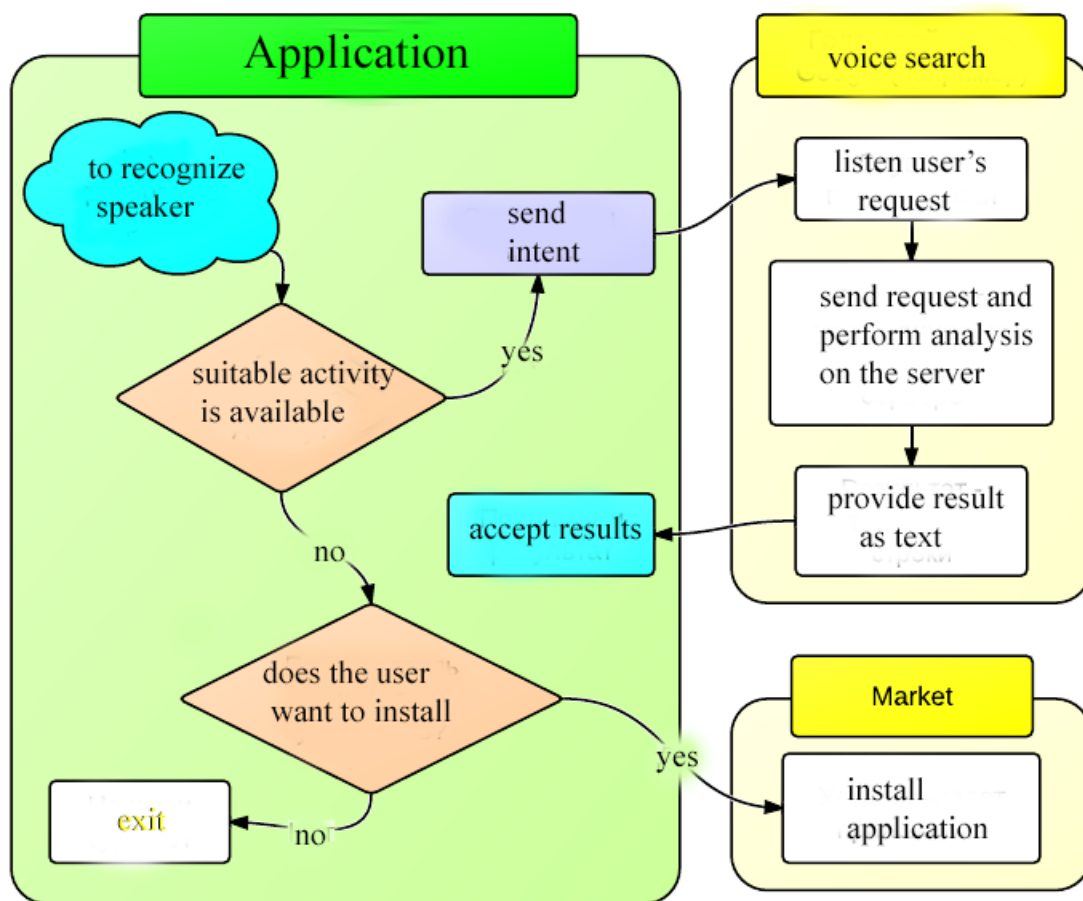 Application
voice search
to recognize
speaker
send
intent
listen user's
request
suitable activity
is available
yes
send request and
perform analysis
on the server
no
accept results
provide result
as text
does the user
want to install
yes
Market
install
application
exit
no